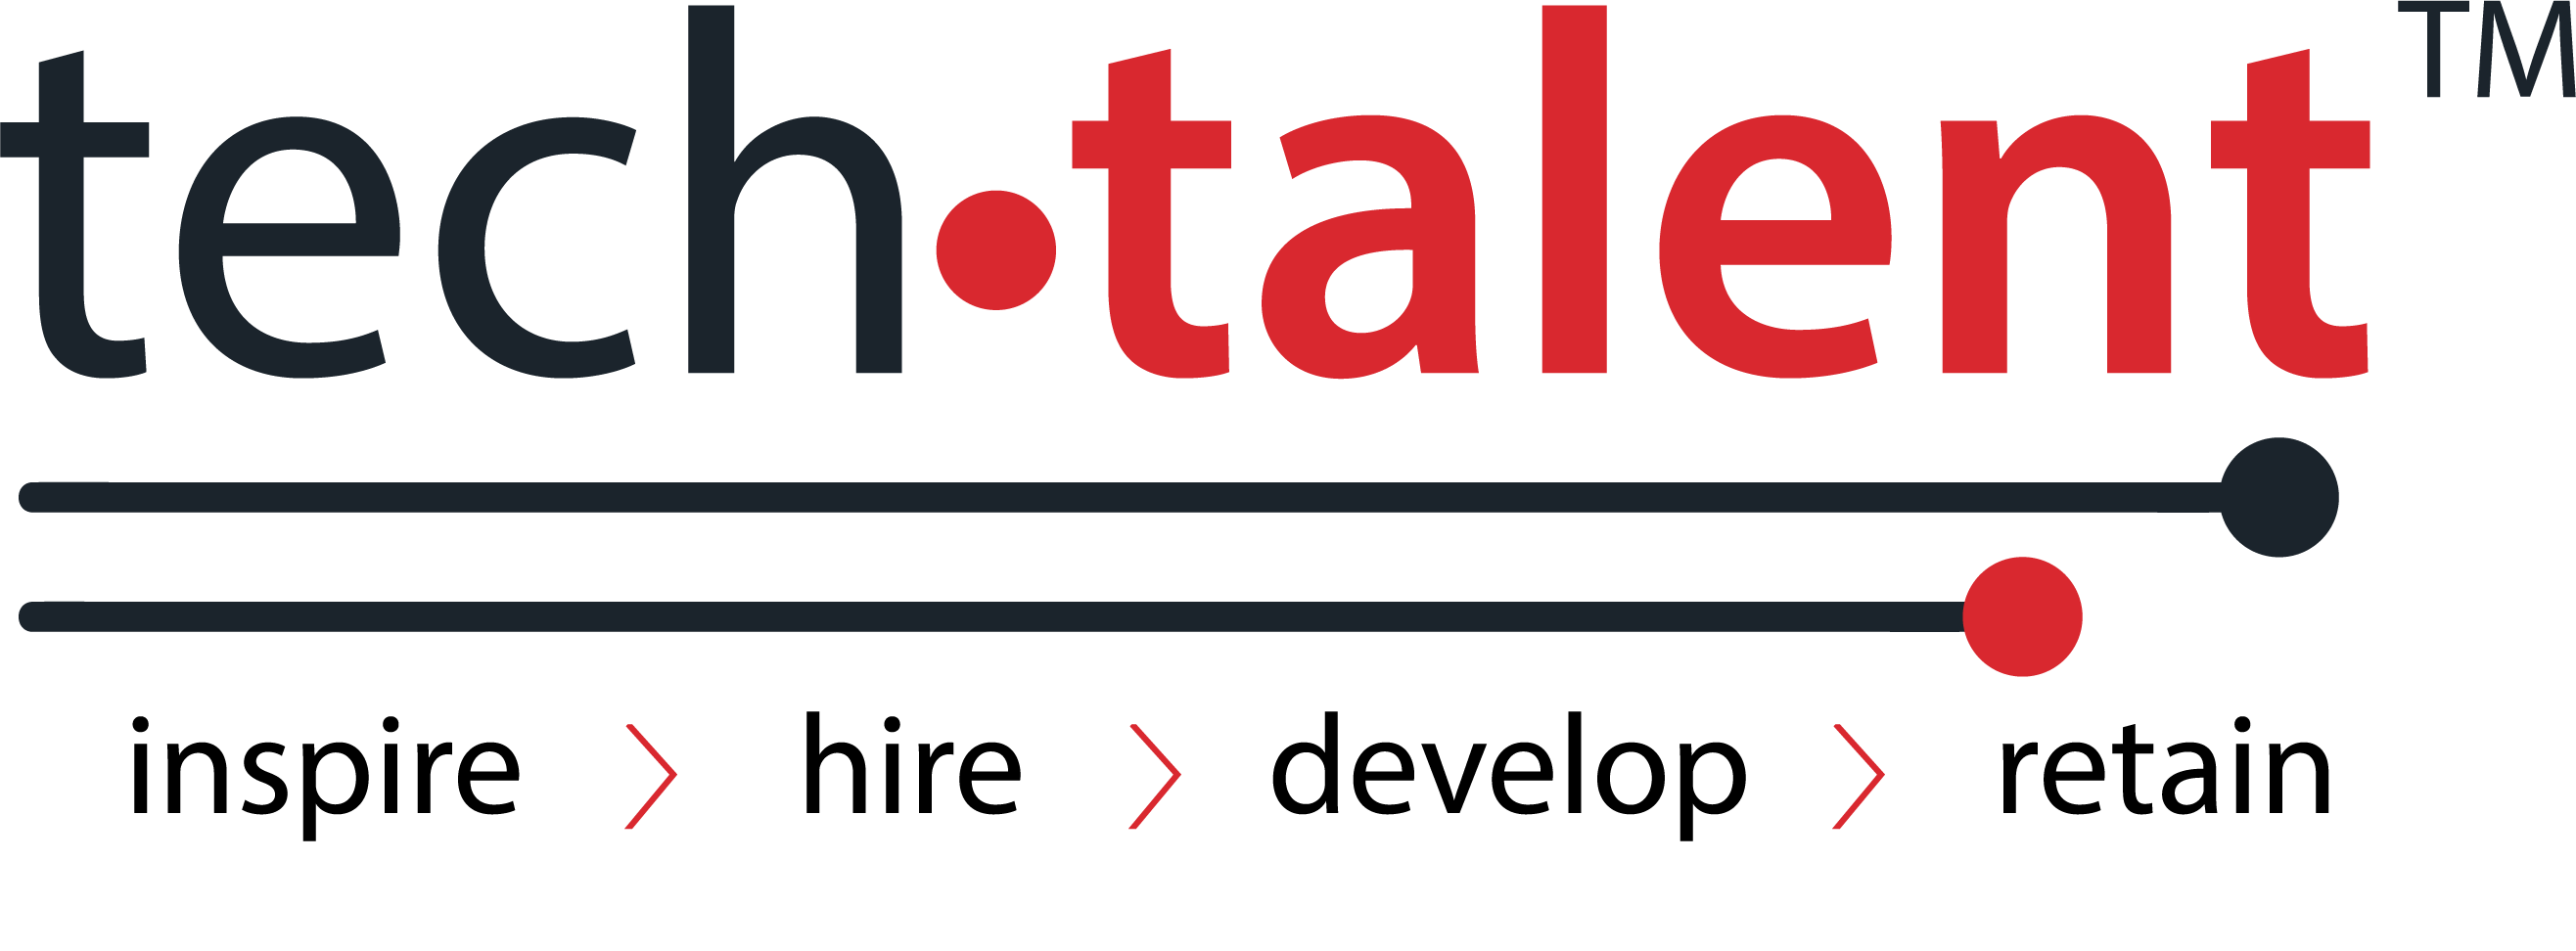 tech•talent™
inspire > hire > develop > retain